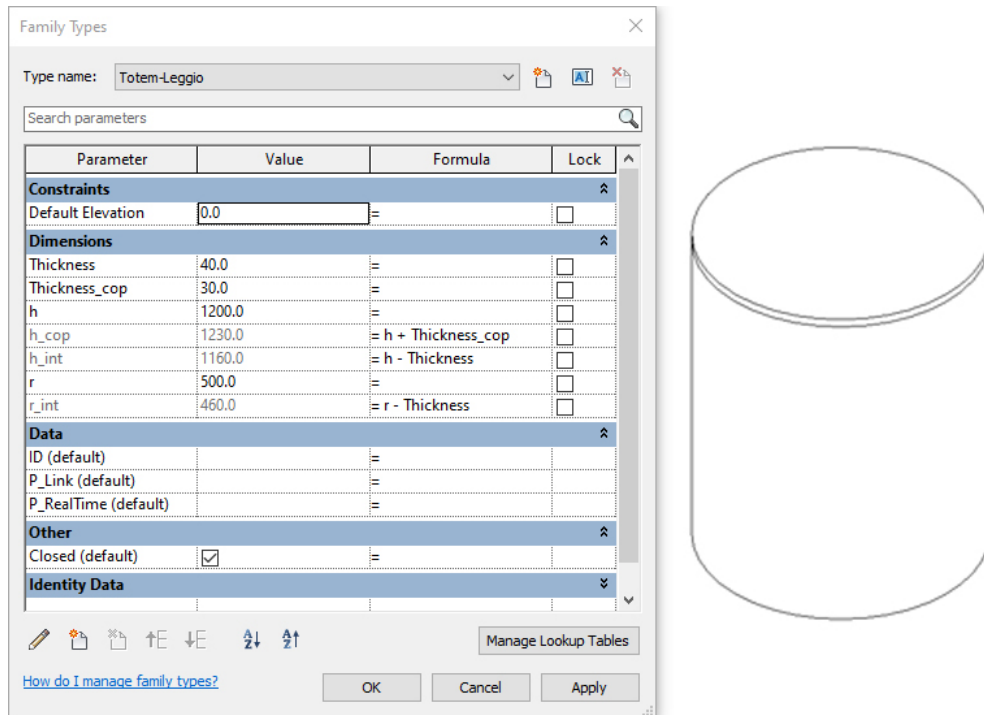 Family Types
Type name: Totem-Leggio
Search parameters
Parameter Value Formula Lock
Constraints
Default Elevation 0.0 =
Dimensions
Thickness 40.0 =
Thickness_cop 30.0 =
h 1200.0 =
h_cop 1230.0 = h + Thickness_cop
h_int 1160.0 = h - Thickness
r 500.0 =
r_int 460.0 = r - Thickness
Data
ID (default) =
P_Link (default) =
P_RealTime (default) =
Other
Closed (default) =
Identity Data
Manage Lookup Tables
How do I manage family types?
OK Cancel Apply